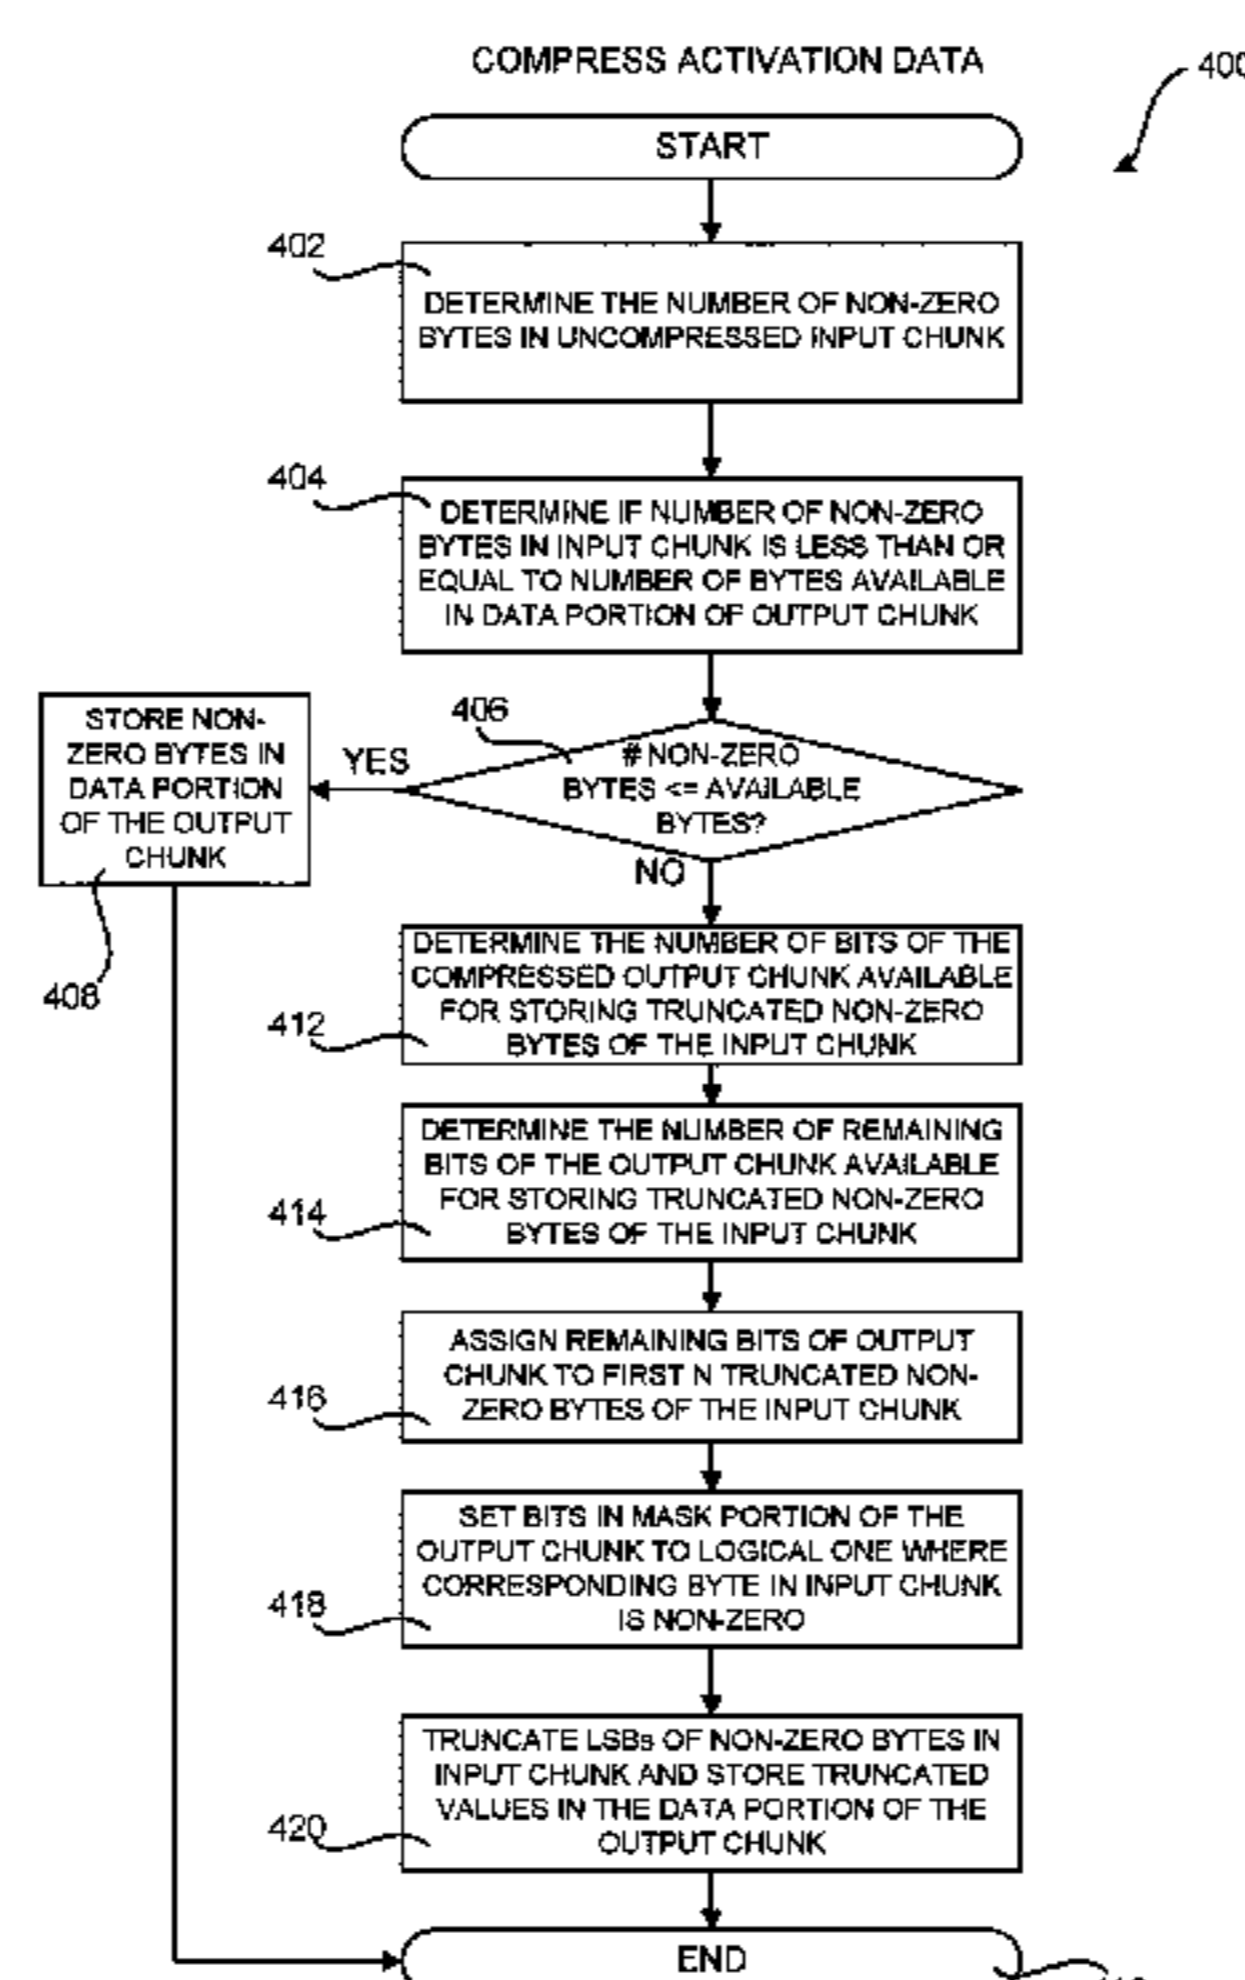 COMPRESS ACTIVATION DATA
400
START
402
DETERMINE THE NUMBER OF NON-ZERO
BYTES IN UNCOMPRESSED INPUT CHUNK
404
DETERMINE IF NUMBER OF NON-ZERO
BYTES IN INPUT CHUNK IS LESS THAN OR
EQUAL TO NUMBER OF BYTES AVAILABLE
IN DATA PORTION OF OUTPUT CHUNK
406
# NON-ZERO
BYTES <= AVAILABLE
BYTES?
YES
STORE NON-
ZERO BYTES IN
DATA PORTION
OF THE OUTPUT
CHUNK
408
NO
DETERMINE THE NUMBER OF BITS OF THE
COMPRESSED OUTPUT CHUNK AVAILABLE
FOR STORING TRUNCATED NON-ZERO
BYTES OF THE INPUT CHUNK
412
DETERMINE THE NUMBER OF REMAINING
BITS OF THE OUTPUT CHUNK AVAILABLE
FOR STORING TRUNCATED NON-ZERO
BYTES OF THE INPUT CHUNK
414
ASSIGN REMAINING BITS OF OUTPUT
CHUNK TO FIRST N TRUNCATED NON-
ZERO BYTES OF THE INPUT CHUNK
416
SET BITS IN MASK PORTION OF THE
OUTPUT CHUNK TO LOGICAL ONE WHERE
CORRESPONDING BYTE IN INPUT CHUNK
IS NON-ZERO
418
TRUNCATE LSBs OF NON-ZERO BYTES IN
INPUT CHUNK AND STORE TRUNCATED
VALUES IN THE DATA PORTION OF THE
OUTPUT CHUNK
420
END